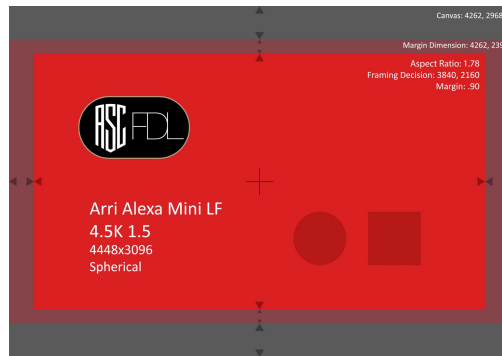 Canvas: 4262, 2968
Margin Dimension: 4262, 239
Aspect Ratio: 1.78
Framing Decision: 3840, 2160
Margin: .90
ASC FDL
Arri Alexa Mini LF
4.5K 1.5
4448x3096
Spherical